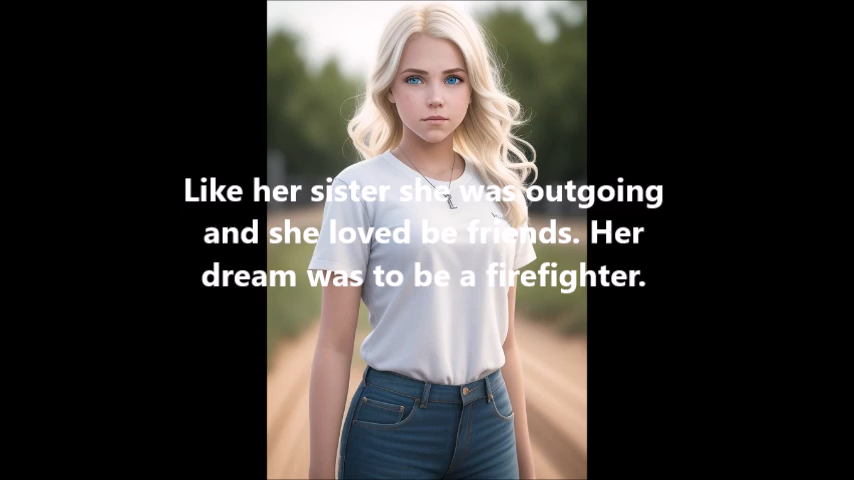 Like her sister she was outgoing
and she loved be friends. Her
dream was to be a firefighter.